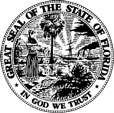 GREAT SEAL OF THE STATE OF FLORIDA
IN GOD WE TRUST